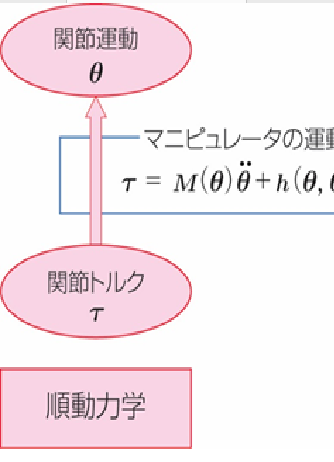 関節運動
θ
マニピュレータの運動
τ = M(θ)θ̈ + h(θ,
関節トルク
τ
順動力学